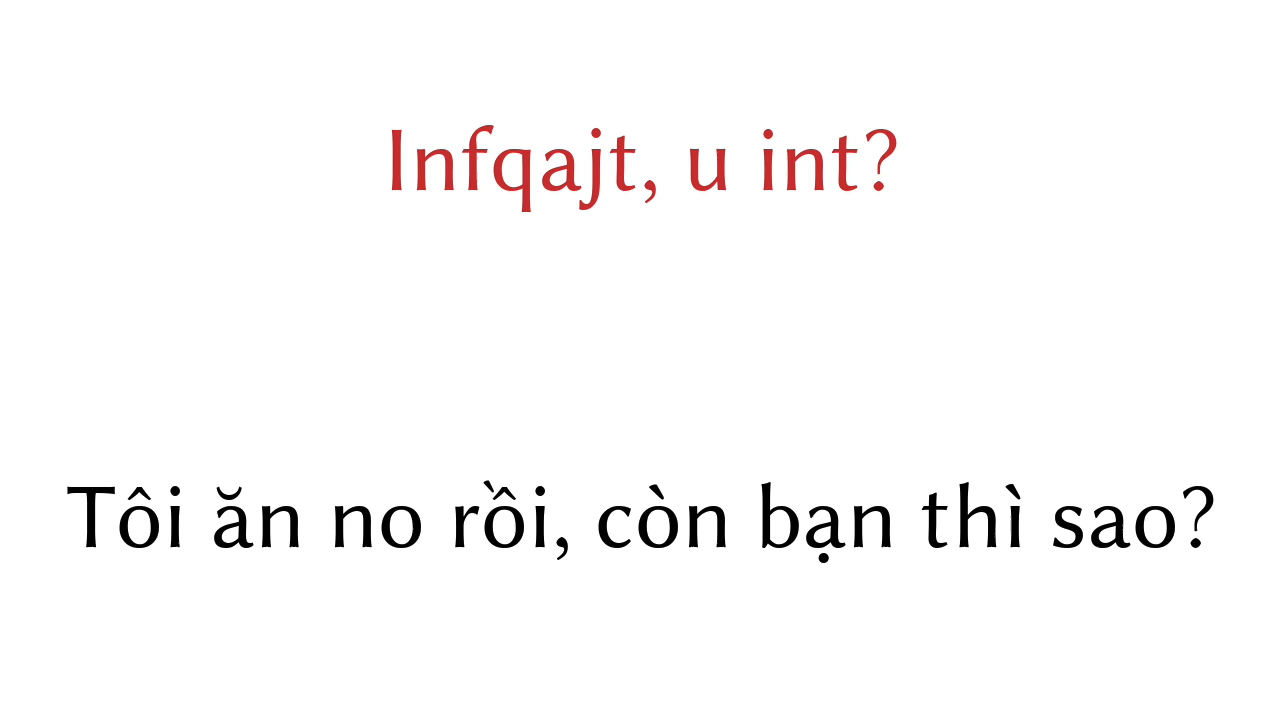 Infqajt, u int?
Tôi ăn no rồi, còn bạn thì sao?